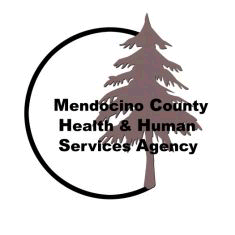 Mendocino County
Health & Human
Services Agency